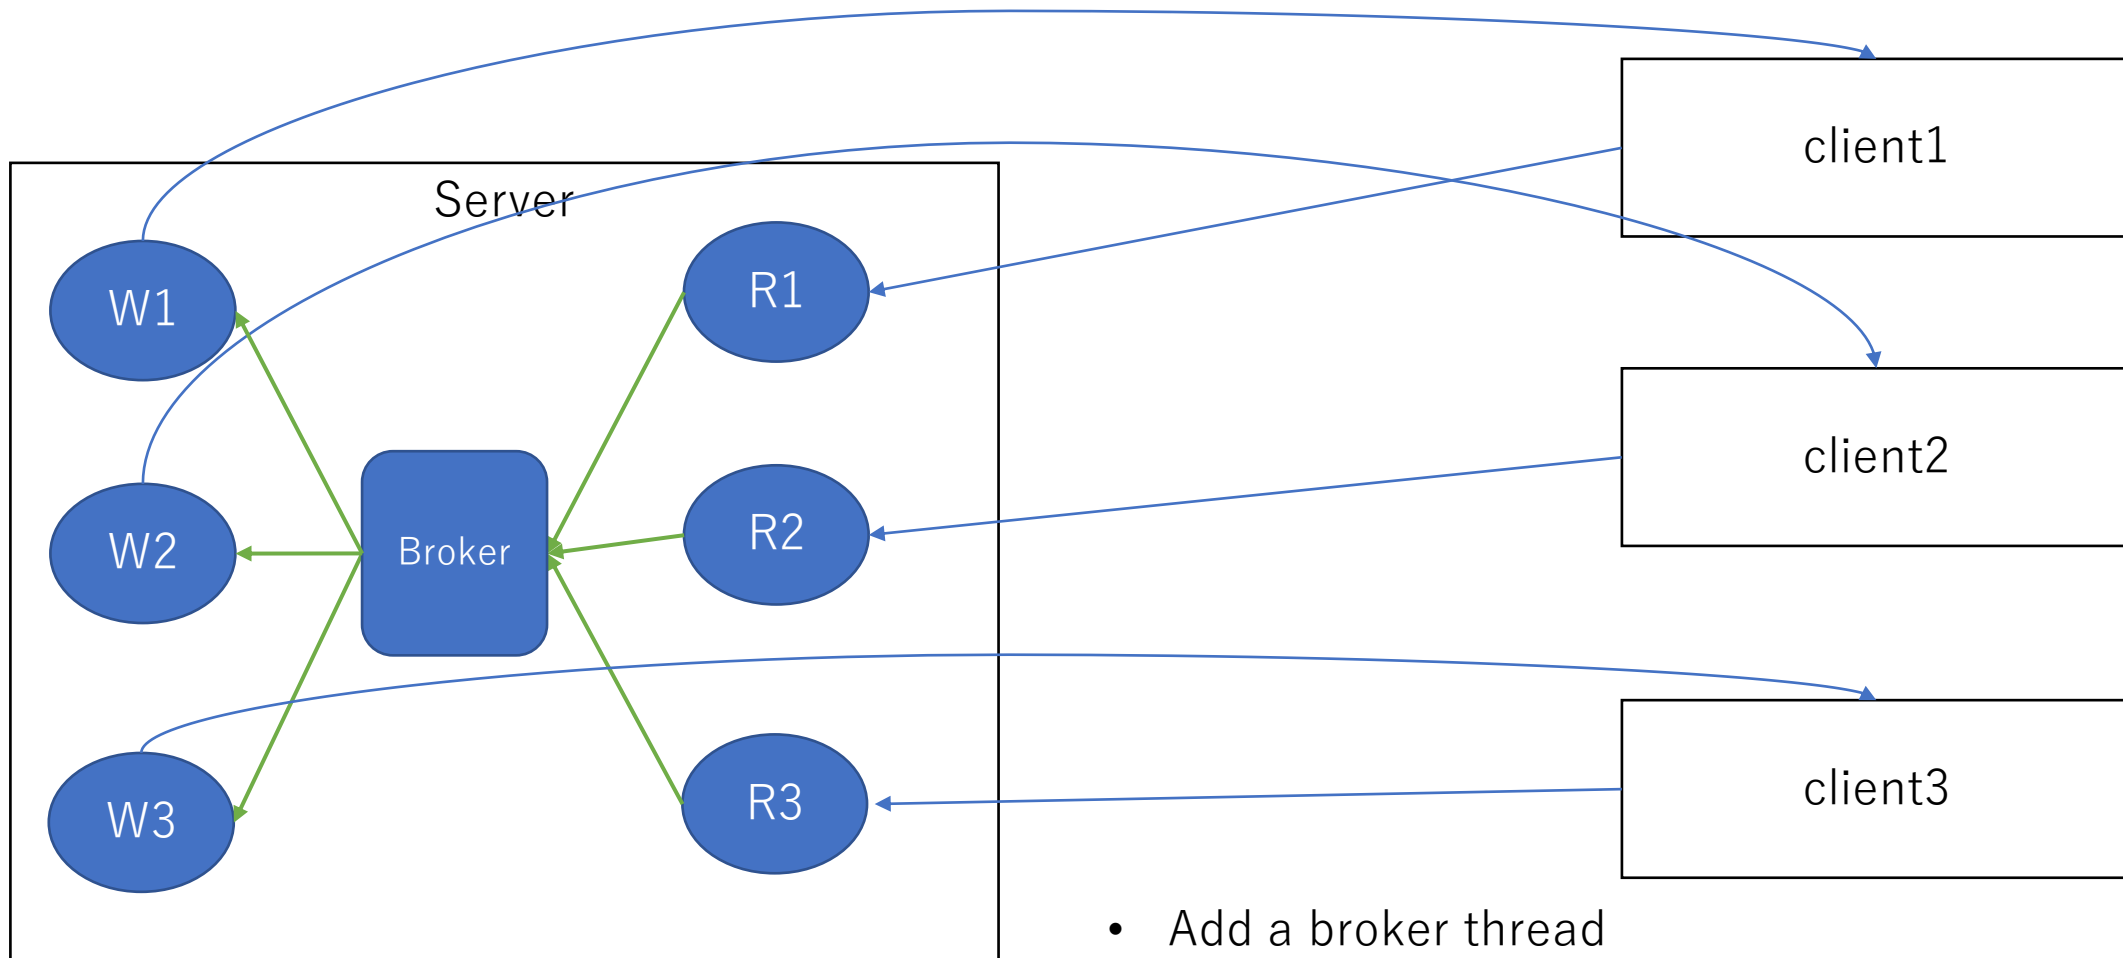 client1
Server
R1
W1
client2
R2
W2
Broker
client3
R3
W3
• Add a broker thread